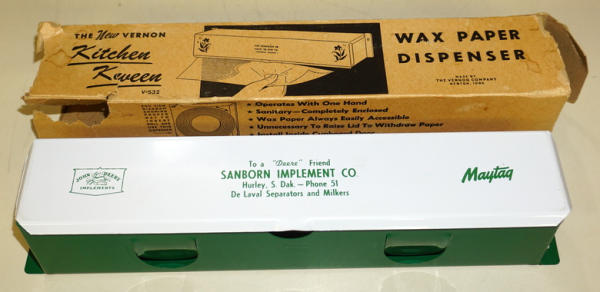 THE New VERNON
Kitchen
Keveen
V-532
WAX PAPER
DISPENSER
MADE BY
THE VERNON COMPANY
NEWTON, IOWA
★ Operates With One Hand
★ Sanitary—Completely Enclosed
★ Wax Paper Always Easily Accessible
★ Unnecessary To Raise Lid To Withdraw Paper
★ Install Inside Cupboard Door
JOHN DEERE
IMPLEMENTS
To a "Deere" Friend
SANBORN IMPLEMENT CO
Hurley, S. Dak.—Phone 51
De Laval Separators and Milkers
Maytag